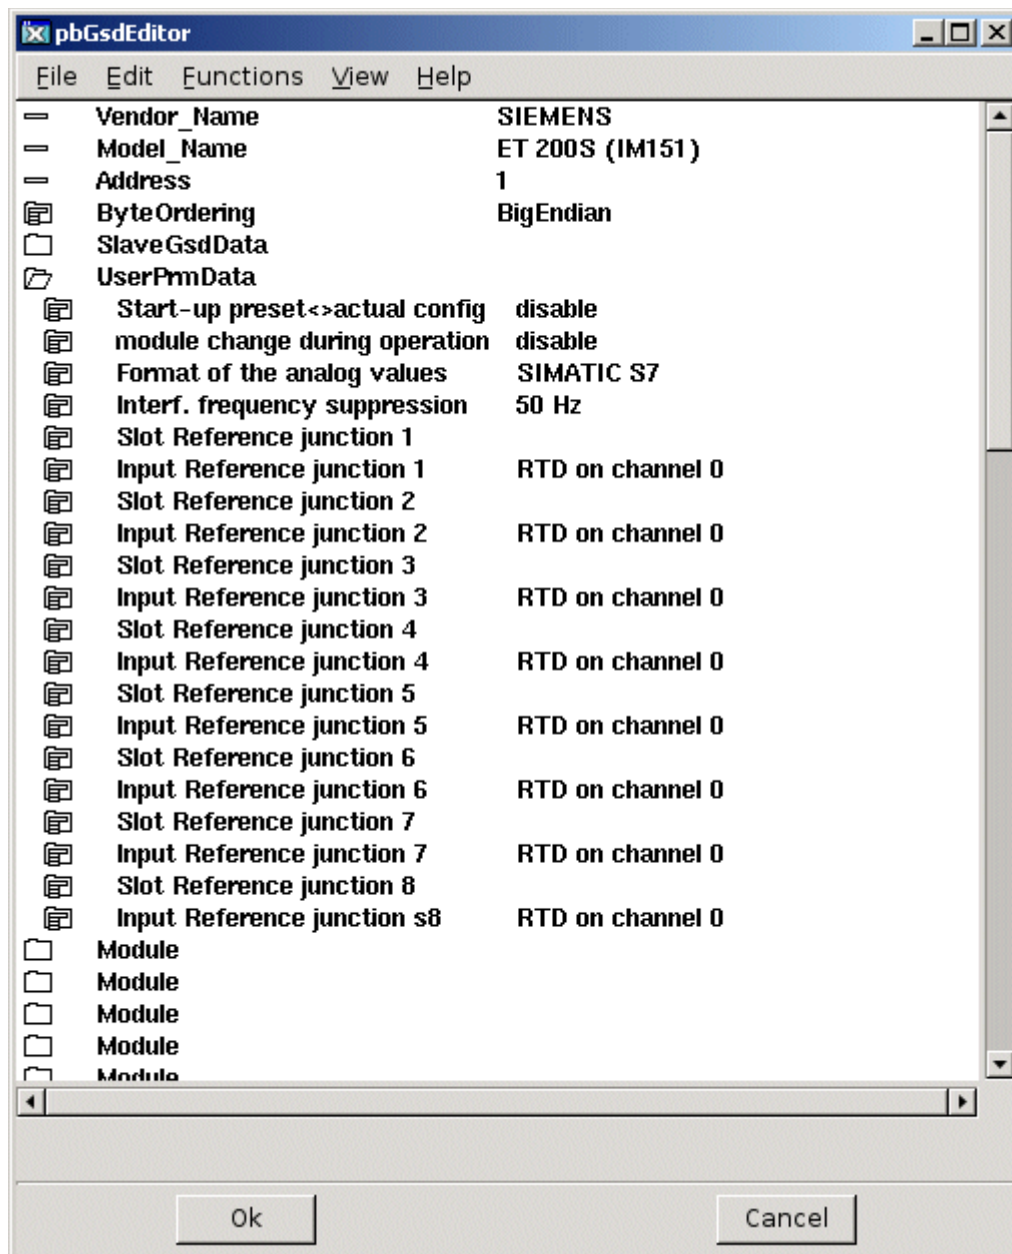 pbGsdEditor
File Edit Functions View Help
Vendor_Name SIEMENS
Model_Name ET 200S (IM151)
Address 1
ByteOrdering BigEndian
SlaveGsdData
UserPrmData
Start-up preset<>actual config disable
module change during operation disable
Format of the analog values SIMATIC S7
Interf. frequency suppression 50 Hz
Slot Reference junction 1
Input Reference junction 1 RTD on channel 0
Slot Reference junction 2
Input Reference junction 2 RTD on channel 0
Slot Reference junction 3
Input Reference junction 3 RTD on channel 0
Slot Reference junction 4
Input Reference junction 4 RTD on channel 0
Slot Reference junction 5
Input Reference junction 5 RTD on channel 0
Slot Reference junction 6
Input Reference junction 6 RTD on channel 0
Slot Reference junction 7
Input Reference junction 7 RTD on channel 0
Slot Reference junction 8
Input Reference junction s8 RTD on channel 0
Module
Module
Module
Module
Module
Ok Cancel